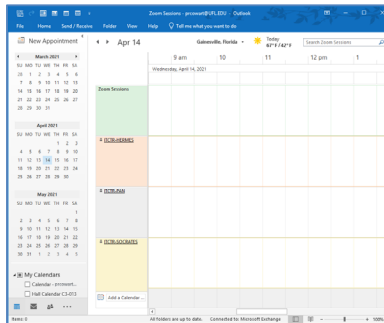 Zoom Sessions - prcowart@UFL.EDU - Outlook
File Home Send / Receive Folder View Help Tell me what you want to do
New Appointment
Apr 14 Gainesville, Florida Today 67°F / 42°F Search Zoom Sessions
March 2021
SU MO TU WE TH FR SA
28 1 2 3 4 5 6
7 8 9 10 11 12 13
14 15 16 17 18 19 20
21 22 23 24 25 26 27
28 29 30 31
April 2021
SU MO TU WE TH FR SA
1 2 3
4 5 6 7 8 9 10
11 12 13 14 15 16 17
18 19 20 21 22 23 24
25 26 27 28 29 30
May 2021
SU MO TU WE TH FR SA
1
2 3 4 5 6 7 8
9 10 11 12 13 14 15
16 17 18 19 20 21 22
23 24 25 26 27 28 29
30 31 1 2 3 4 5
My Calendars
Calendar - prcowart...
Hall Calendar C3-013
9 am 10 11 12 pm 1
Wednesday, April 14, 2021
Zoom Sessions
ITCTR-HERMES
ITCTR-PAN
ITCTR-SOCRATES
Add a Calendar ...
Items: 0 All folders are up to date. Connected to: Microsoft Exchange 100%